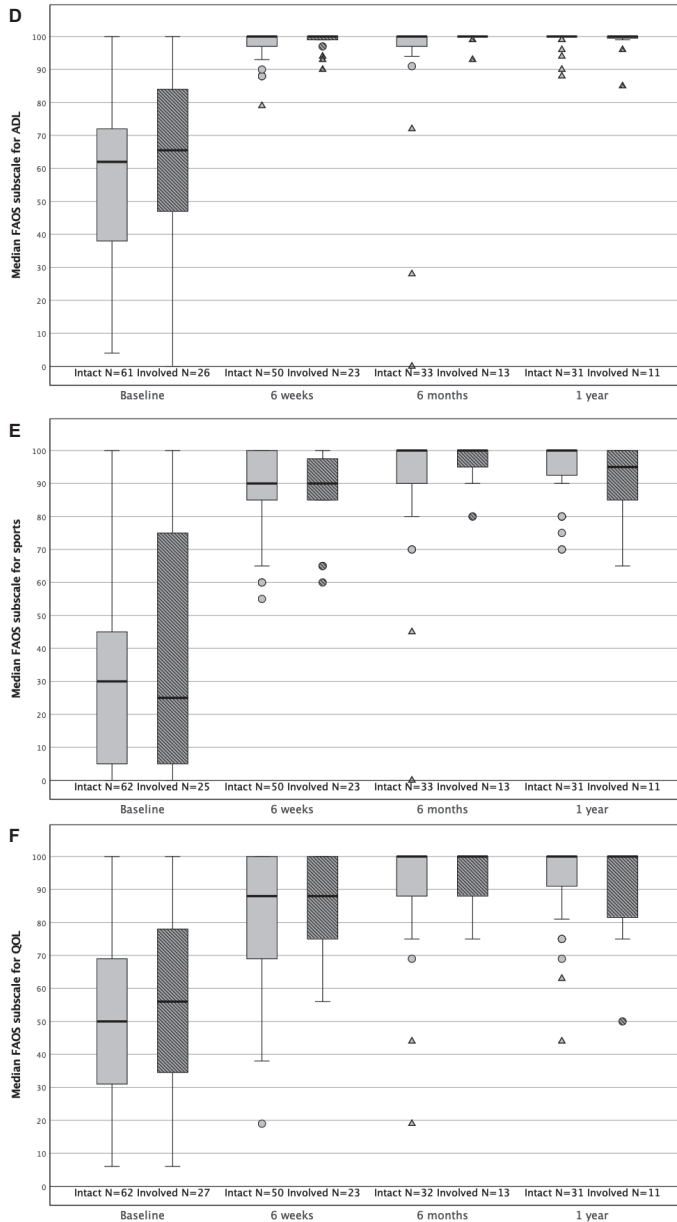 D
Median FAOS subscale for ADL
100
90
80
70
60
50
40
30
20
10
0
Intact N=61 Involved N=26 Intact N=50 Involved N=23 Intact N=33 Involved N=13 Intact N=31 Involved N=11
Baseline 6 weeks 6 months 1 year
E
Median FAOS subscale for sports
100
90
80
70
60
50
40
30
20
10
0
Intact N=62 Involved N=25 Intact N=50 Involved N=23 Intact N=33 Involved N=13 Intact N=31 Involved N=11
Baseline 6 weeks 6 months 1 year
F
Median FAOS subscale for QOL
100
90
80
70
60
50
40
30
20
10
0
Intact N=62 Involved N=27 Intact N=50 Involved N=23 Intact N=32 Involved N=13 Intact N=31 Involved N=11
Baseline 6 weeks 6 months 1 year